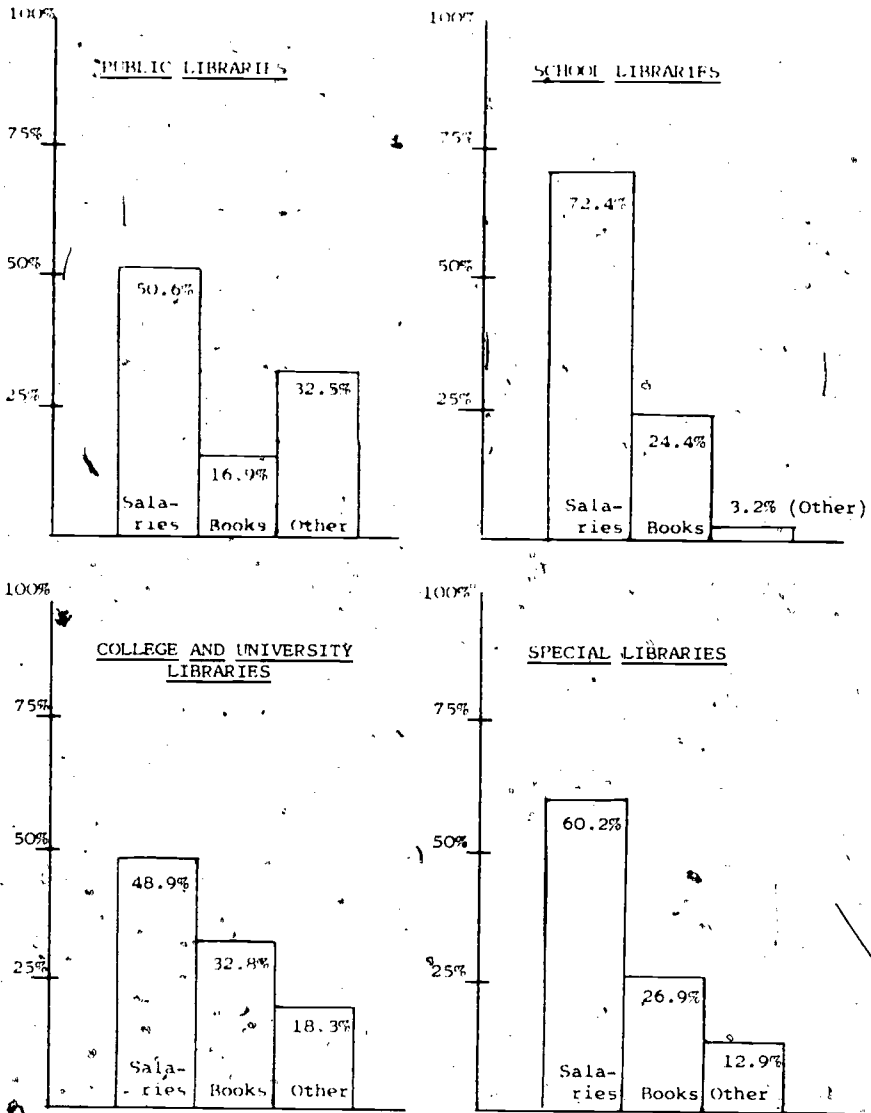 100%
PUBLIC LIBRARIES
75%
50%
50.6%
32.5%
25%
16.9%
Sala-
ries Books Other
100%
SCHOOL LIBRARIES
75%
72.4%
50%
25%
24.4%
3.2% (Other)
Sala-
ries Books
100%
COLLEGE AND UNIVERSITY
LIBRARIES
75%
50%
48.9%
32.8%
25%
18.3%
Sala-
ries Books Other
100%
SPECIAL LIBRARIES
75%
60.2%
50%
25%
26.9%
12.9%
Sala-
ries Books Other